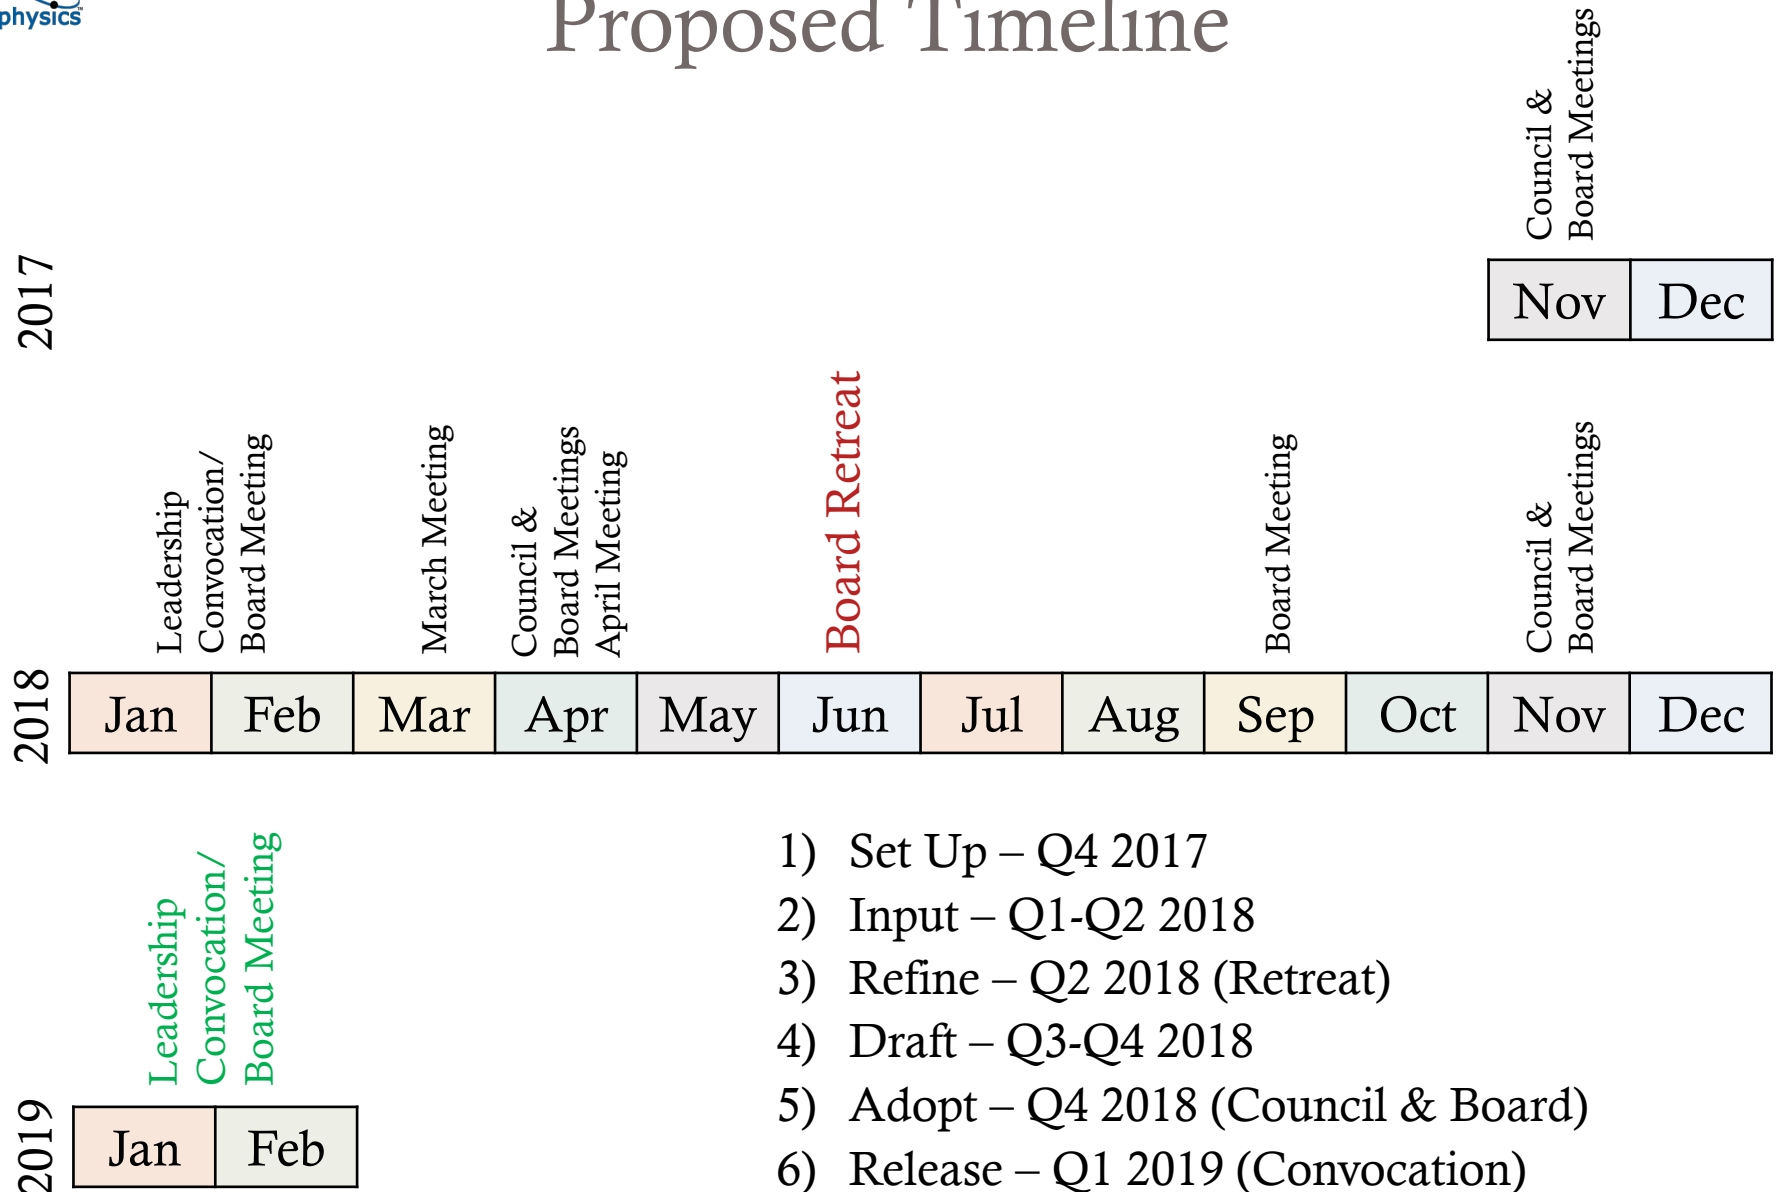 physics™
Proposed Timeline
2017
Council &
Board Meetings
Nov Dec
2018
Leadership
Convocation/
Board Meeting
March Meeting
Council &
Board Meetings
April Meeting
Board Retreat
Board Meeting
Council &
Board Meetings
Jan Feb Mar Apr May Jun Jul Aug Sep Oct Nov Dec
2019
Leadership
Convocation/
Board Meeting
Jan Feb
1) Set Up – Q4 2017
2) Input – Q1-Q2 2018
3) Refine – Q2 2018 (Retreat)
4) Draft – Q3-Q4 2018
5) Adopt – Q4 2018 (Council & Board)
6) Release – Q1 2019 (Convocation)